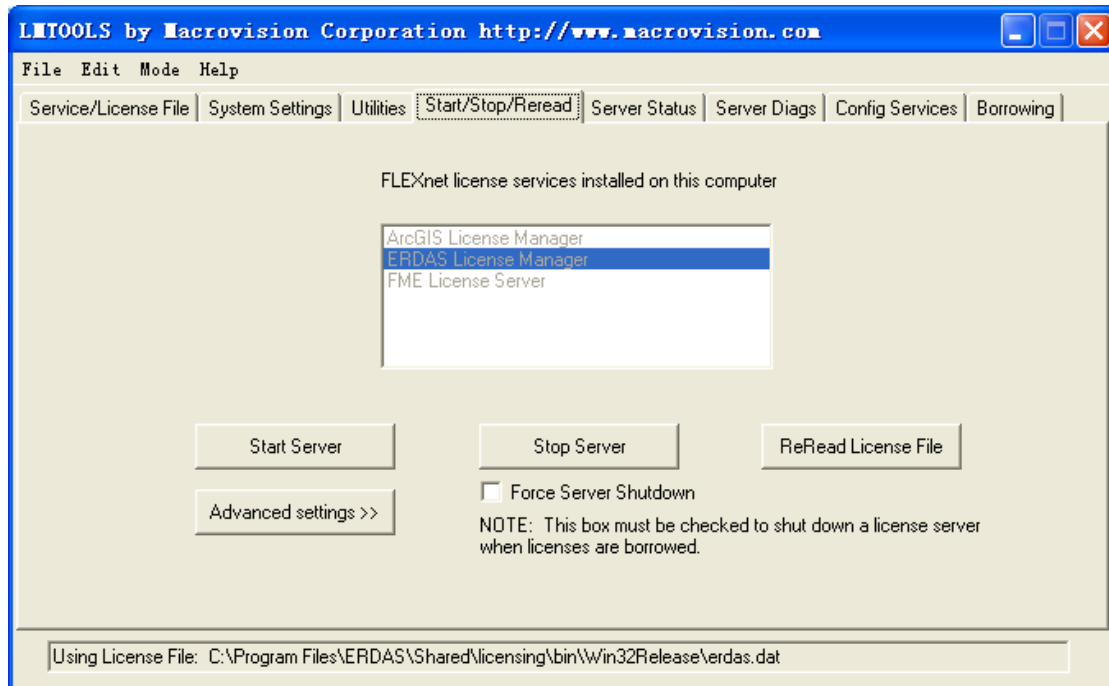 LMTOOLS by Macrovision Corporation http://www.macrovision.com
File Edit Mode Help
Service/License File System Settings Utilities Start/Stop/Reread Server Status Server Diags Config Services Borrowing
FLEXnet license services installed on this computer
ArcGIS License Manager
ERDAS License Manager
FME License Server
Start Server Stop Server ReRead License File
Advanced settings >> Force Server Shutdown
NOTE: This box must be checked to shut down a license server
when licenses are borrowed.
Using License File: C:\Program Files\ERDAS\Shared\licensing\bin\Win32Release\erdas.dat